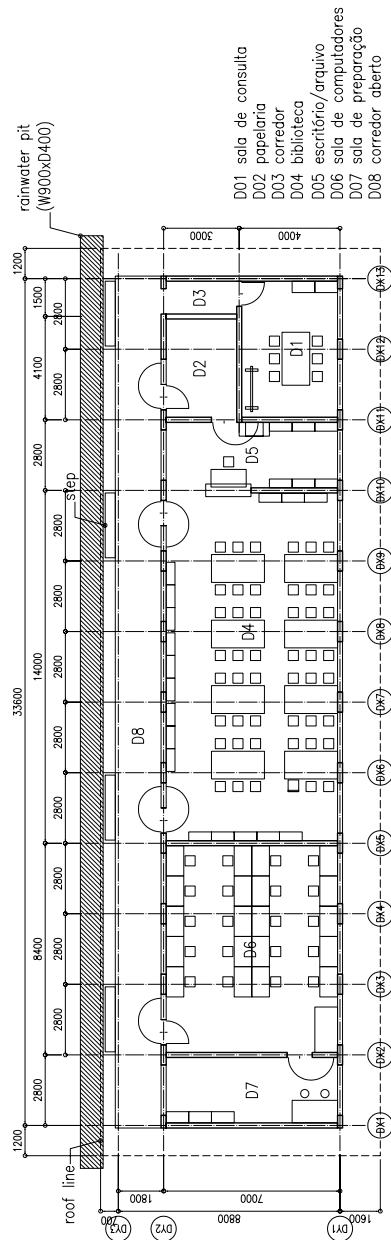 rainwater pit
(W900xD400)
1200
33600
1200
2800
8400
14000
2800
4100
1500
2800
2800
2800
2800
2800
2800
2800
2800
2800
2800
roof line
step
700
DY3
1800
DY2
8800
7000
DY1
1600
3000
4000
D8
D7
D6
D4
D5
D2
D3
D1
DX1
DX2
DX3
DX4
DX5
DX6
DX7
DX8
DX9
DX10
DX11
DX12
DX13
D01 sala de consulta
D02 papelaria
D03 corredor
D04 biblioteca
D05 escritório/arquivo
D06 sala de computadores
D07 sala de preparação
D08 corredor aberto